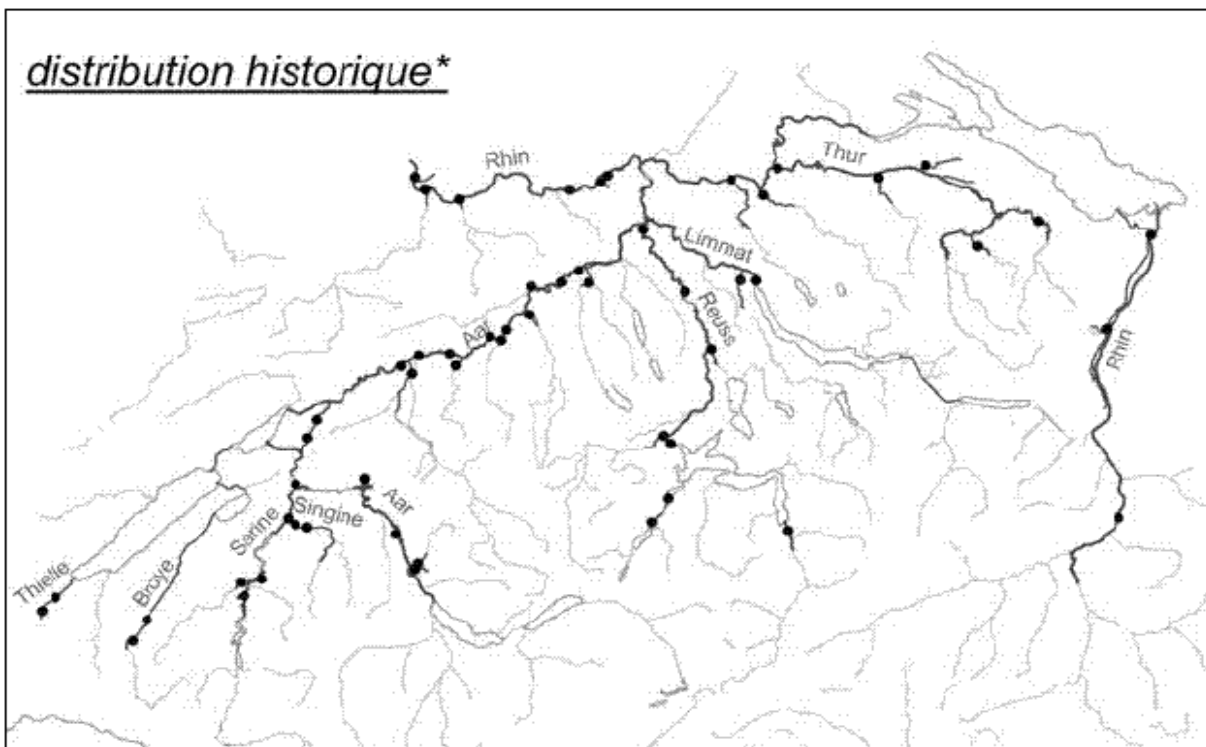 distribution historique*
Rhin
Thur
Limmat
Reuss
Aar
Rhin
Aar
Singine
Sarine
Broye
Thielle